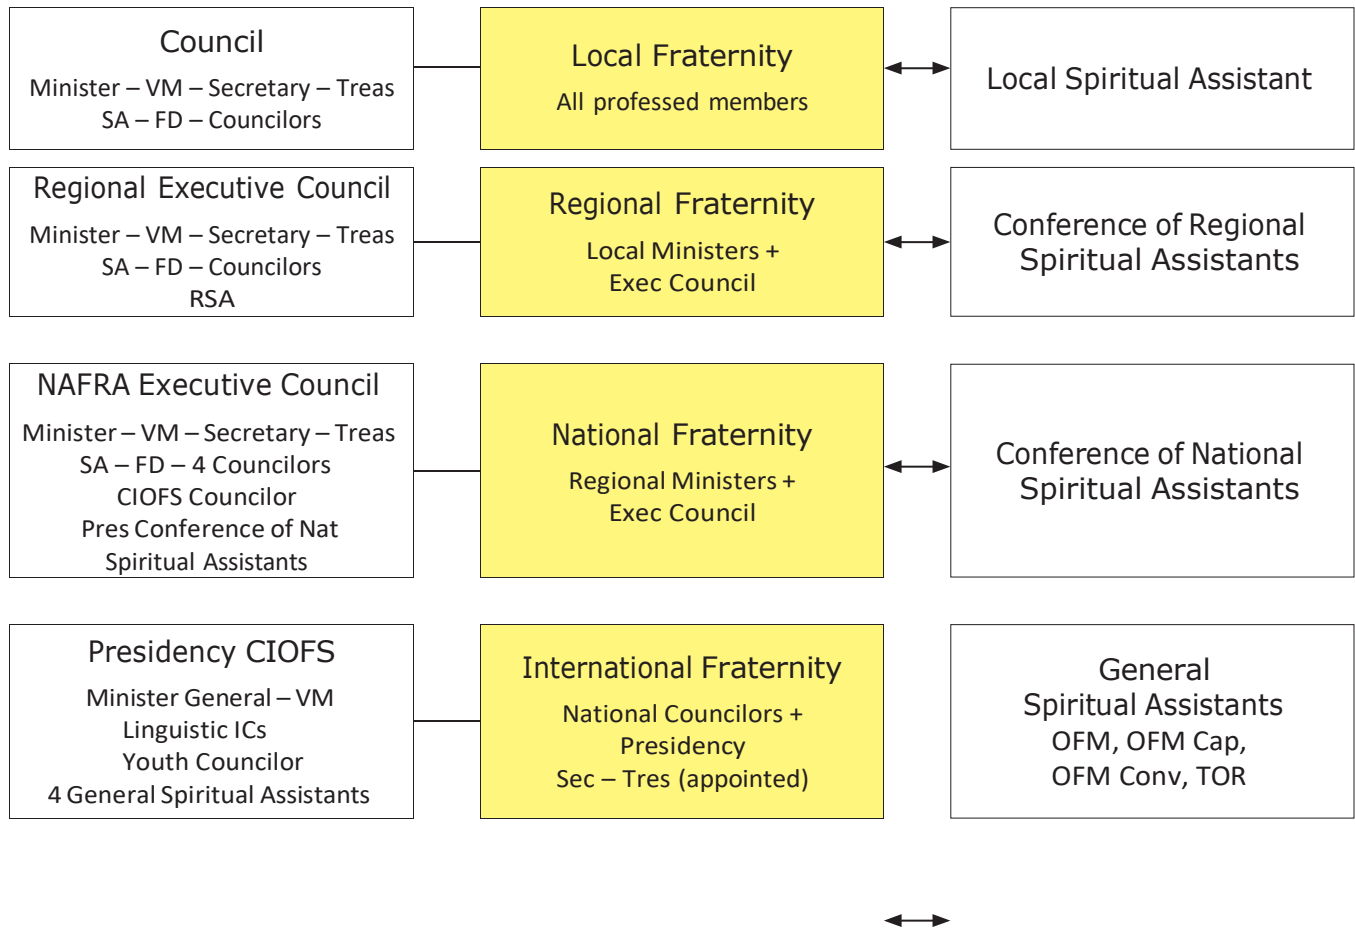 Council
Minister – VM – Secretary – Treas
SA – FD – Councilors
Local Fraternity
All professed members
Local Spiritual Assistant
Regional Executive Council
Minister – VM – Secretary – Treas
SA – FD – Councilors
RSA
Regional Fraternity
Local Ministers +
Exec Council
Conference of Regional
Spiritual Assistants
NAFRA Executive Council
Minister – VM – Secretary – Treas
SA – FD – 4 Councilors
CIOFS Councilor
Pres Conference of Nat
Spiritual Assistants
National Fraternity
Regional Ministers +
Exec Council
Conference of National
Spiritual Assistants
Presidency CIOFS
Minister General – VM
Linguistic ICs
Youth Councilor
4 General Spiritual Assistants
International Fraternity
National Councilors +
Presidency
Sec – Tres (appointed)
General
Spiritual Assistants
OFM, OFM Cap,
OFM Conv, TOR